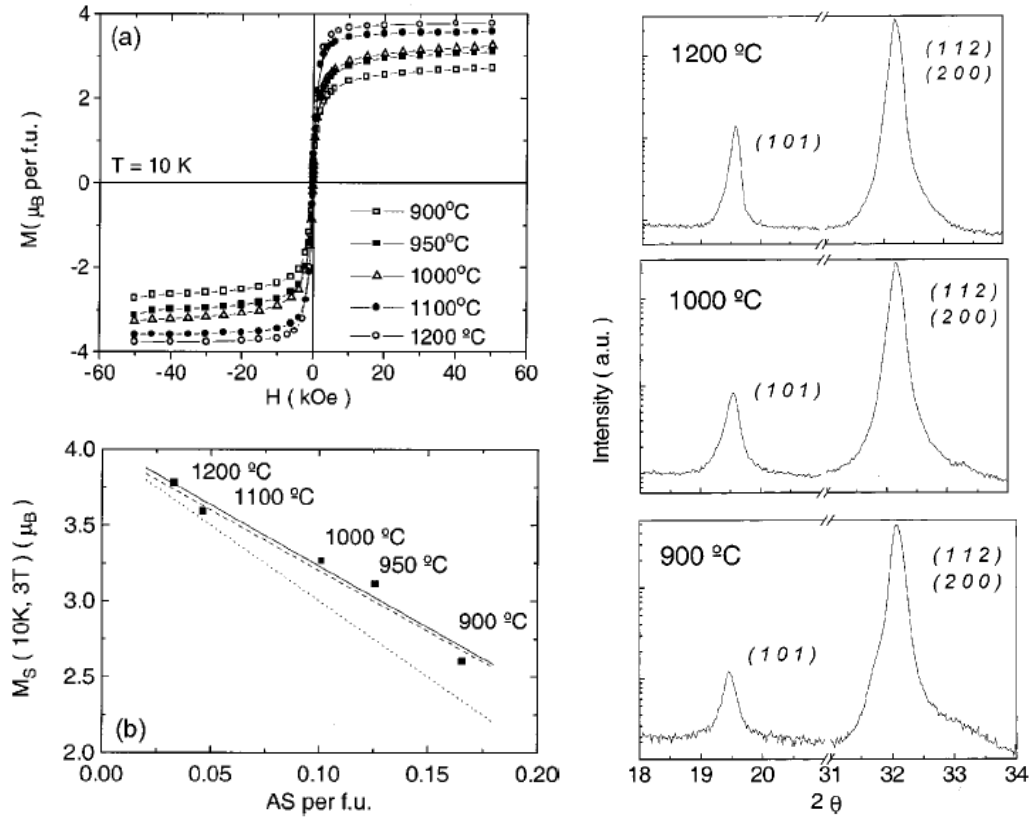 (a)
M( μB per f.u.)
4
2
0
-2
-4
T = 10 K
900°C
950°C
1000°C
1100°C
1200 ºC
-60 -40 -20 0 20 40 60
H ( kOe)
(b)
MS (10K, 3T) ( μB)
4.0
3.5
3.0
2.5
2.0
1200 ºC
1100 ºC
1000 ºC
950 ºC
900 ºC
0.00 0.05 0.10 0.15 0.20
AS per f.u.
Intensity ( a.u.)
1200 ºC
(112)
(200)
(101)
1000 ºC
(112)
(200)
(101)
900 ºC
(112)
(200)
(101)
18 19 20 31 32 33 34
2 θ